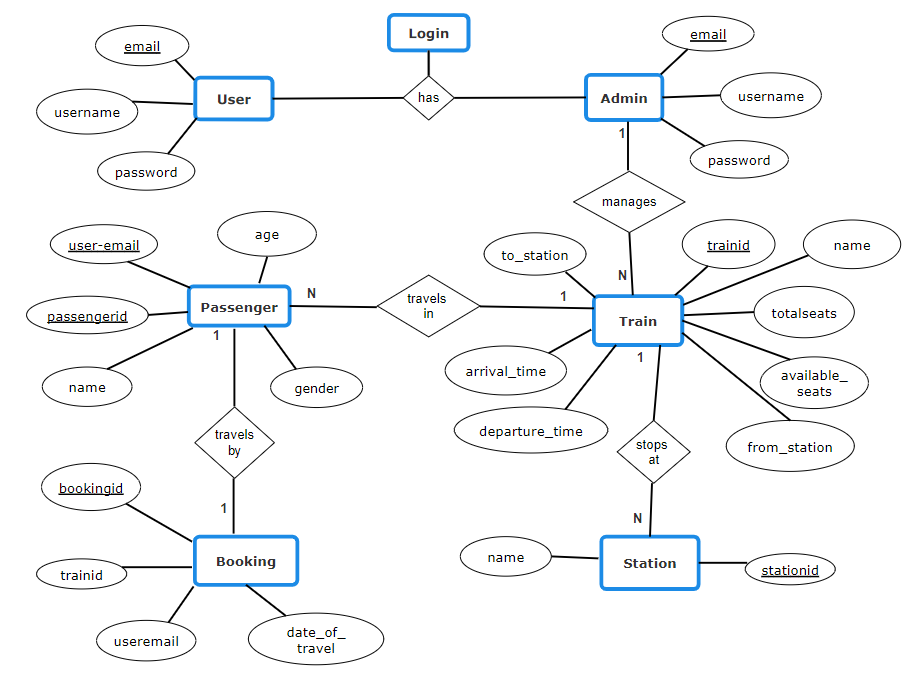 Login
email
User
has
Admin
email
username
username
password
password
1
manages
N
user-email
age
to_station
trainid
name
passengerid
Passenger
N
travels
in
1
Train
totalseats
1
name
gender
arrival_time
1
available_
seats
departure_time
from_station
travels
by
stops
at
bookingid
1
N
trainid
Booking
name
Station
stationid
useremail
date_of_
travel